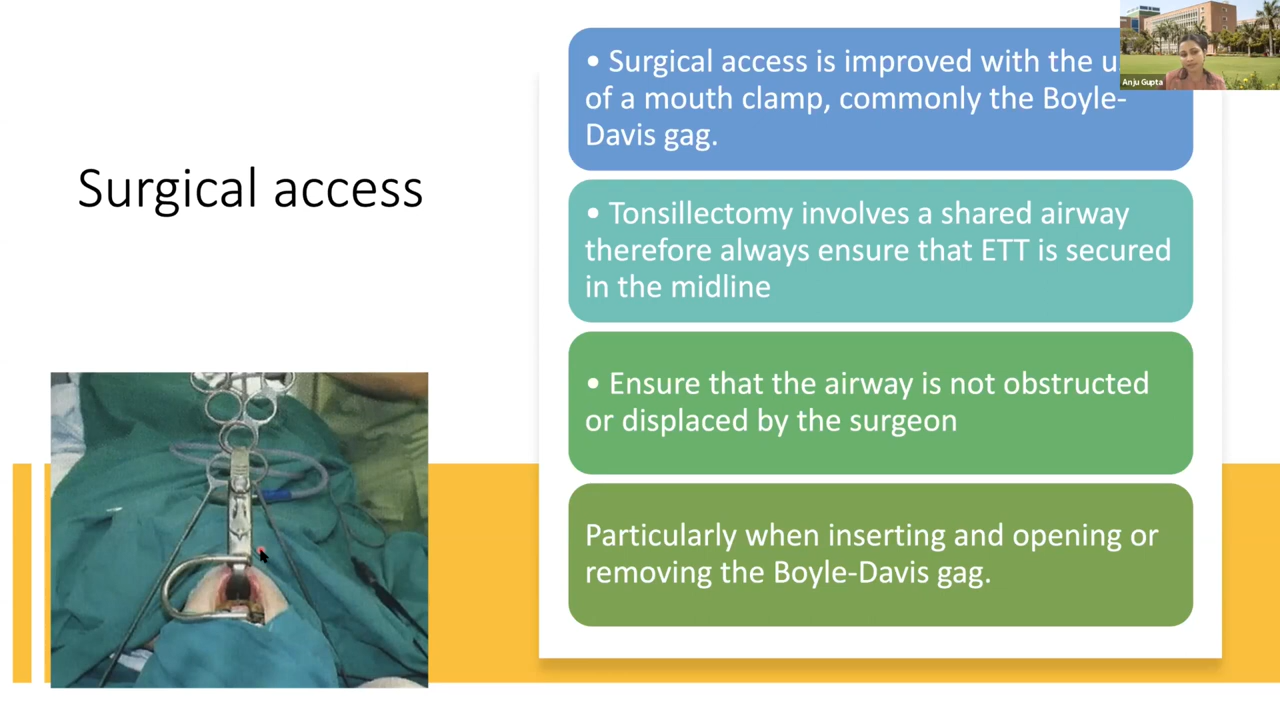 Surgical access
• Surgical access is improved with the
of a mouth clamp, commonly the Boyle-
Davis gag.
• Tonsillectomy involves a shared airway
therefore always ensure that ETT is secured
in the midline
• Ensure that the airway is not obstructed
or displaced by the surgeon
Particularly when inserting and opening or
removing the Boyle-Davis gag.
Anju Gupta